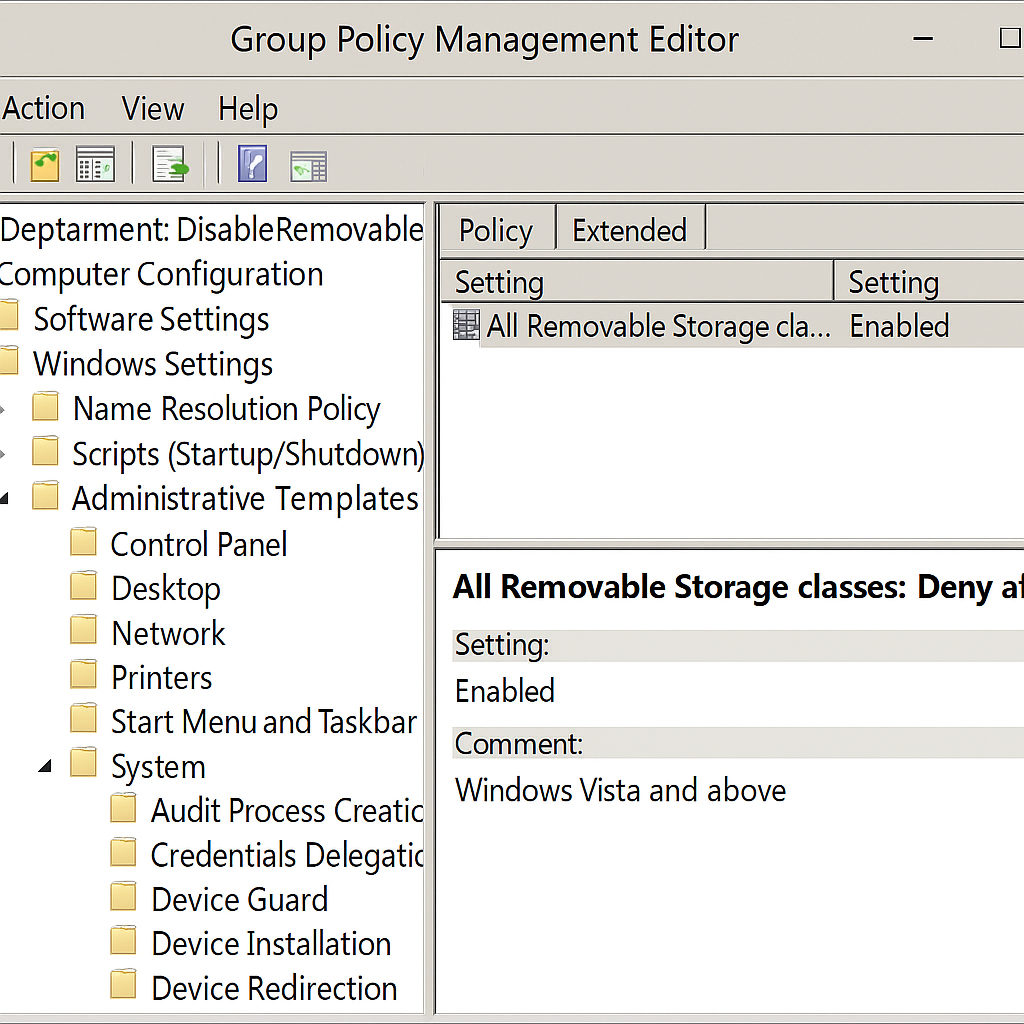 Group Policy Management Editor
Action View Help
Deptarment: DisableRemovable
Computer Configuration
Software Settings
Windows Settings
Name Resolution Policy
Scripts (Startup/Shutdown)
Administrative Templates
Control Panel
Desktop
Network
Printers
Start Menu and Taskbar
System
Audit Process Creatic
Credentials Delegatic
Device Guard
Device Installation
Device Redirection
Policy Extended
Setting Setting
All Removable Storage cla... Enabled
All Removable Storage classes: Deny af
Setting:
Enabled
Comment:
Windows Vista and above